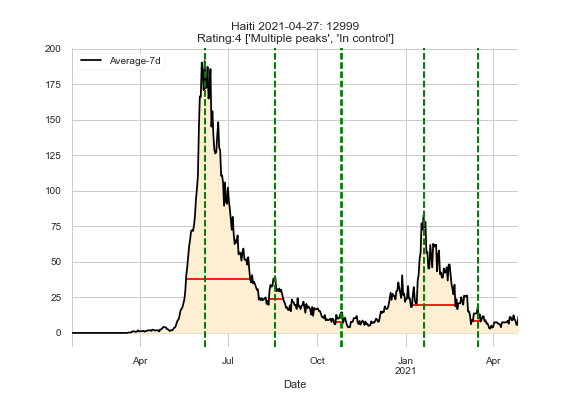 Haiti 2021-04-27: 12999
Rating:4 ['Multiple peaks', 'In control']
Average-7d
200
175
150
125
100
75
50
25
0
Apr
Jul
Oct
Jan
2021
Apr
Date